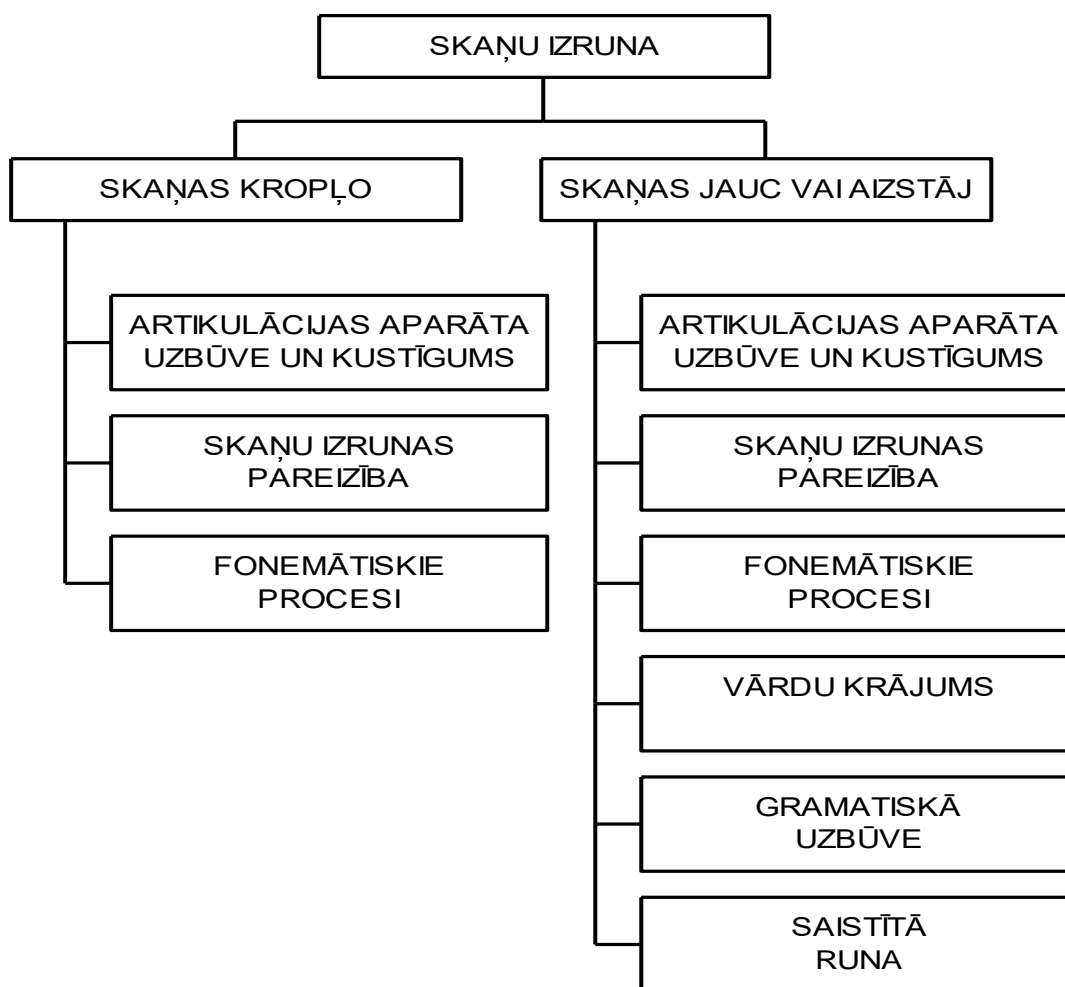 SKAŅU IZRUNA
SKAŅAS KROPĻO
SKAŅAS JAUC VAI AIZSTĀJ
ARTIKULĀCIJAS APARĀTA
UZBŪVE UN KUSTĪGUMS
SKAŅU IZRUNAS
PAREIZĪBA
FONEMĀTISKIE
PROCESI
ARTIKULĀCIJAS APARĀTA
UZBŪVE UN KUSTĪGUMS
SKAŅU IZRUNAS
PAREIZĪBA
FONEMĀTISKIE
PROCESI
VĀRDU KRĀJUMS
GRAMATISKĀ
UZBŪVE
SAISTĪTĀ
RUNA